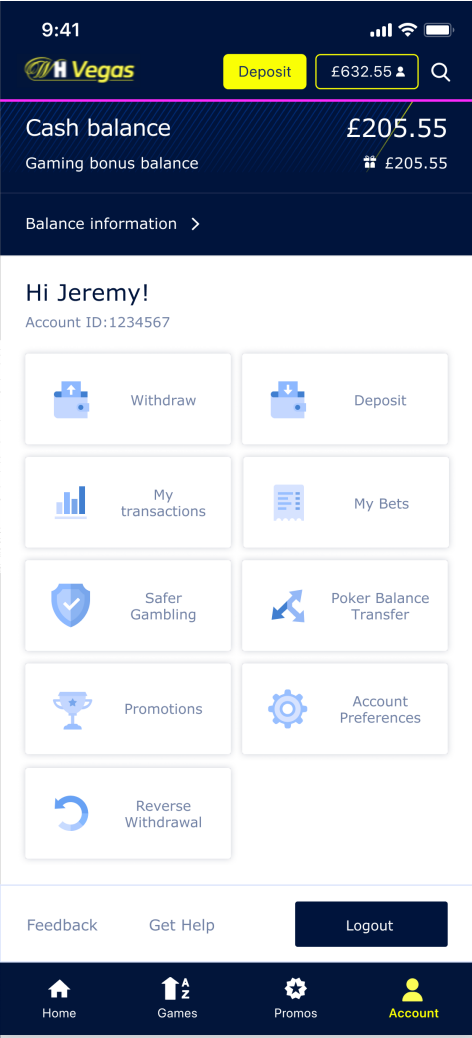 9:41
WH Vegas
Deposit
£632.55
Cash balance
£205.55
Gaming bonus balance
£205.55
Balance information
Hi Jeremy!
Account ID:1234567
Withdraw
Deposit
My
transactions
My Bets
Safer
Gambling
Poker Balance
Transfer
Promotions
Account
Preferences
Reverse
Withdrawal
Feedback
Get Help
Logout
A
Z
Home
Games
Promos
Account